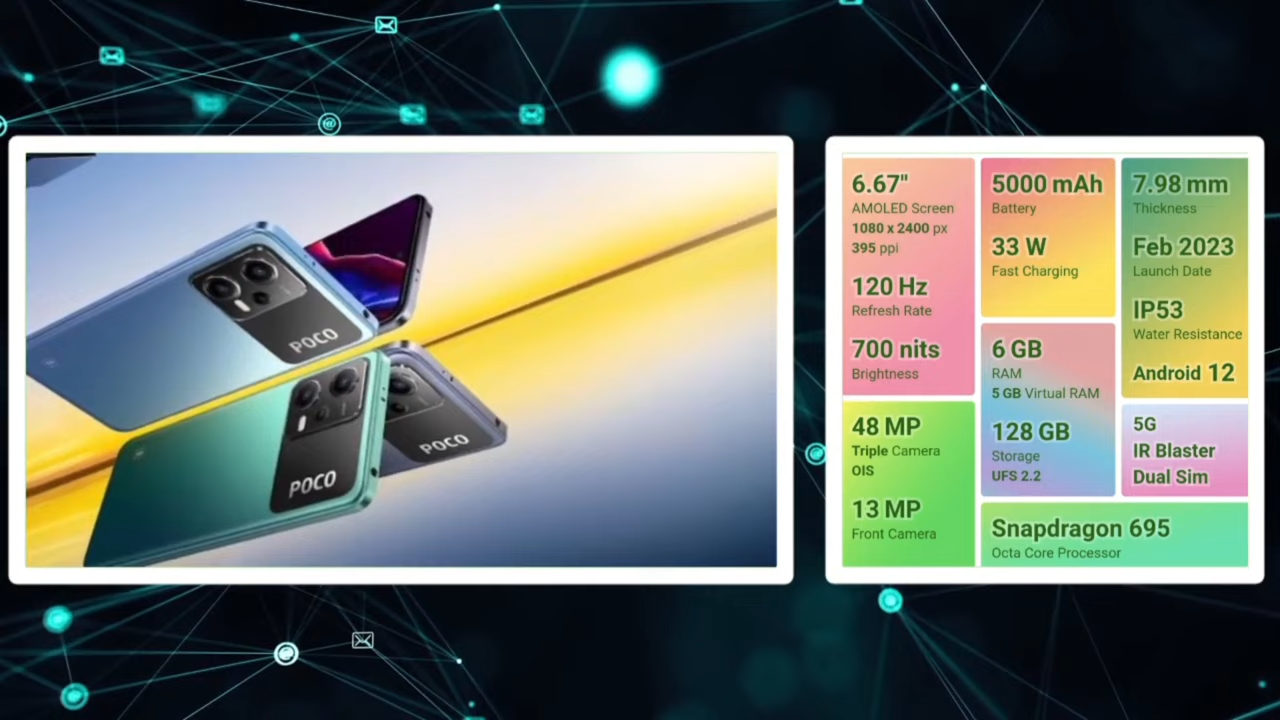 POCO
POCO
POCO
6.67"
AMOLED Screen
1080 x 2400 px
395 ppi
120 Hz
Refresh Rate
700 nits
Brightness
48 MP
Triple Camera
OIS
13 MP
Front Camera
5000 mAh
Battery
33 W
Fast Charging
6 GB
RAM
5 GB Virtual RAM
128 GB
Storage
UFS 2.2
7.98 mm
Thickness
Feb 2023
Launch Date
IP53
Water Resistance
Android 12
5G
IR Blaster
Dual Sim
Snapdragon 695
Octa Core Processor